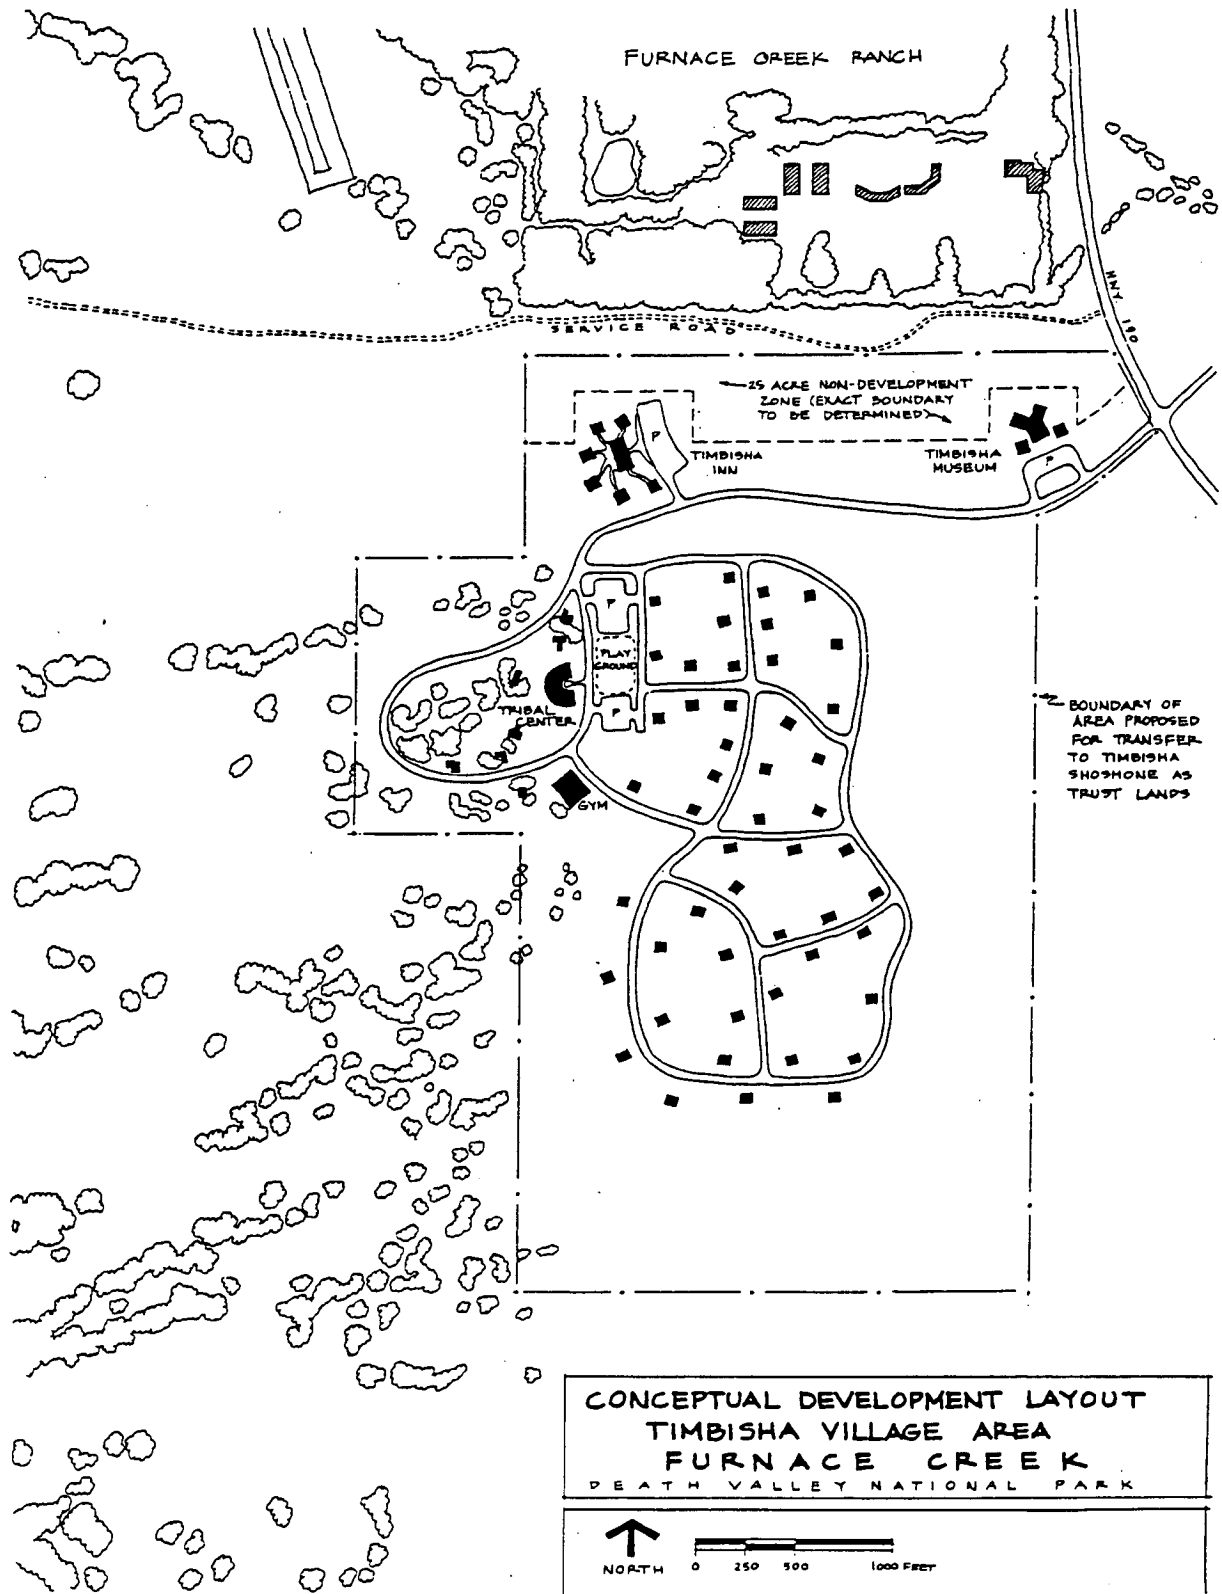 FURNACE CREEK RANCH
HWY 190
SERVICE ROAD
25 ACRE NON-DEVELOPMENT
ZONE (EXACT BOUNDARY
TO BE DETERMINED)
P
TIMBISHA
INN
TIMBISHA
MUSEUM
P
P
PLAY
GROUND
TRIBAL
CENTER
P
GYM
BOUNDARY OF
AREA PROPOSED
FOR TRANSFER
TO TIMBISHA
SHOSHONE AS
TRUST LANDS
CONCEPTUAL DEVELOPMENT LAYOUT
TIMBISHA VILLAGE AREA
FURNACE CREEK
DEATH VALLEY NATIONAL PARK
NORTH
0 250 500 1000 FEET